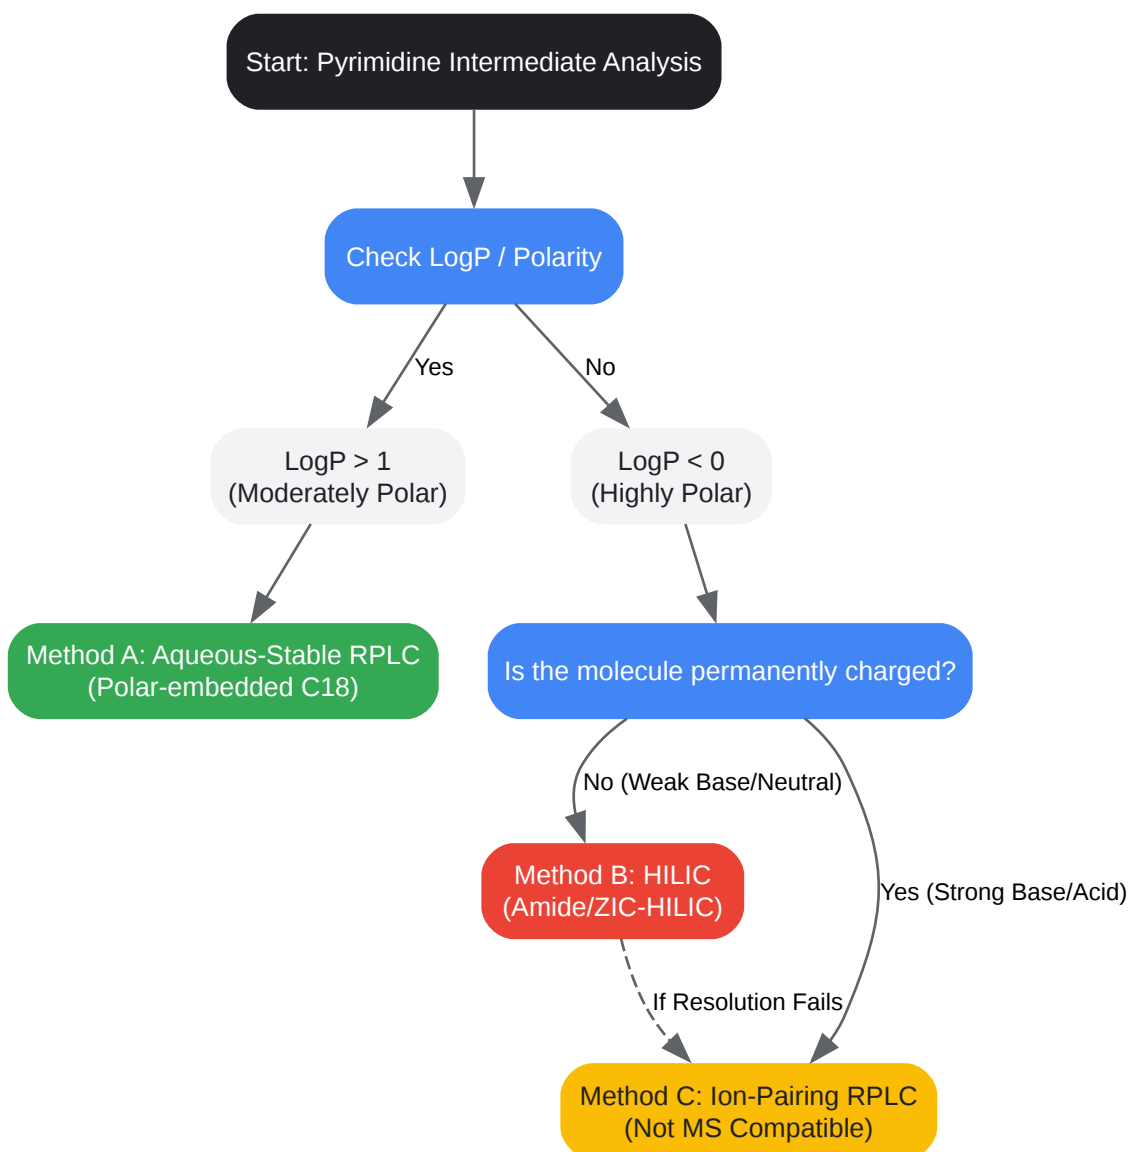 Start: Pyrimidine Intermediate Analysis
Check LogP / Polarity
Yes
No
LogP > 1
(Moderately Polar)
LogP < 0
(Highly Polar)
Method A: Aqueous-Stable RPLC
(Polar-embedded C18)
Is the molecule permanently charged?
No (Weak Base/Neutral)
Method B: HILIC
(Amide/ZIC-HILIC)
Yes (Strong Base/Acid)
If Resolution Fails
Method C: Ion-Pairing RPLC
(Not MS Compatible)